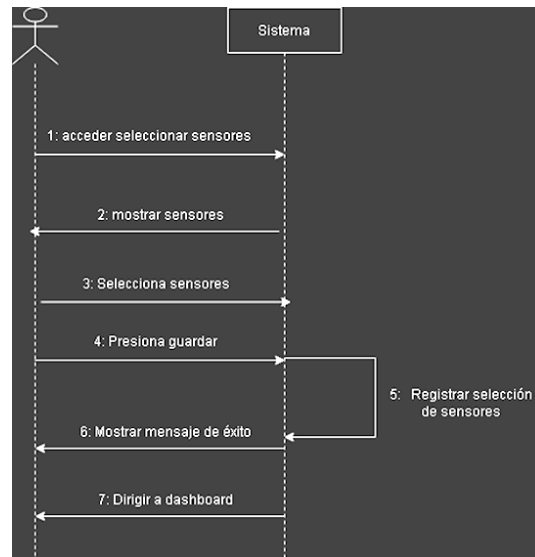 Sistema
1: acceder seleccionar sensores
2: mostrar sensores
3: Selecciona sensores
4: Presiona guardar
5: Registrar selección
de sensores
6: Mostrar mensaje de éxito
7: Dirigir a dashboard